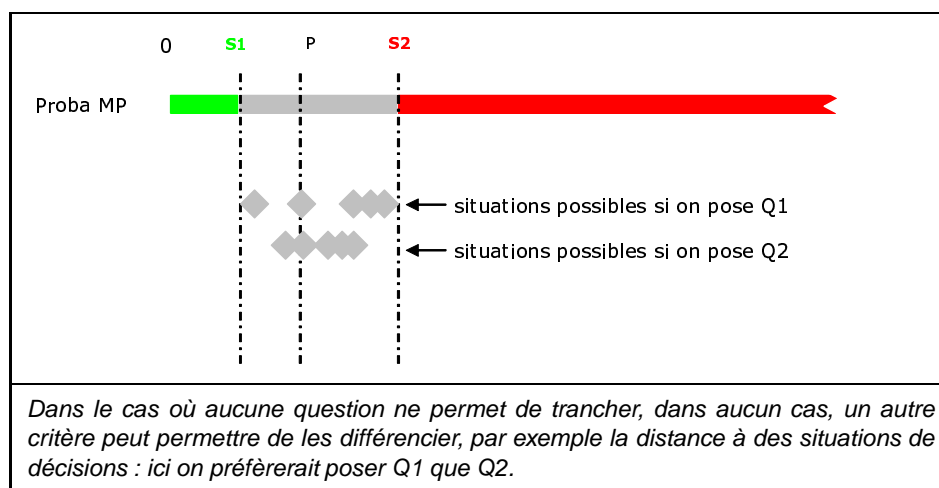 0 S1 P S2
Proba MP
situations possibles si on pose Q1
situations possibles si on pose Q2
Dans le cas où aucune question ne permet de trancher, dans aucun cas, un autre
critère peut permettre de les différencier, par exemple la distance à des situations de
décisions : ici on préfèrerait poser Q1 que Q2.